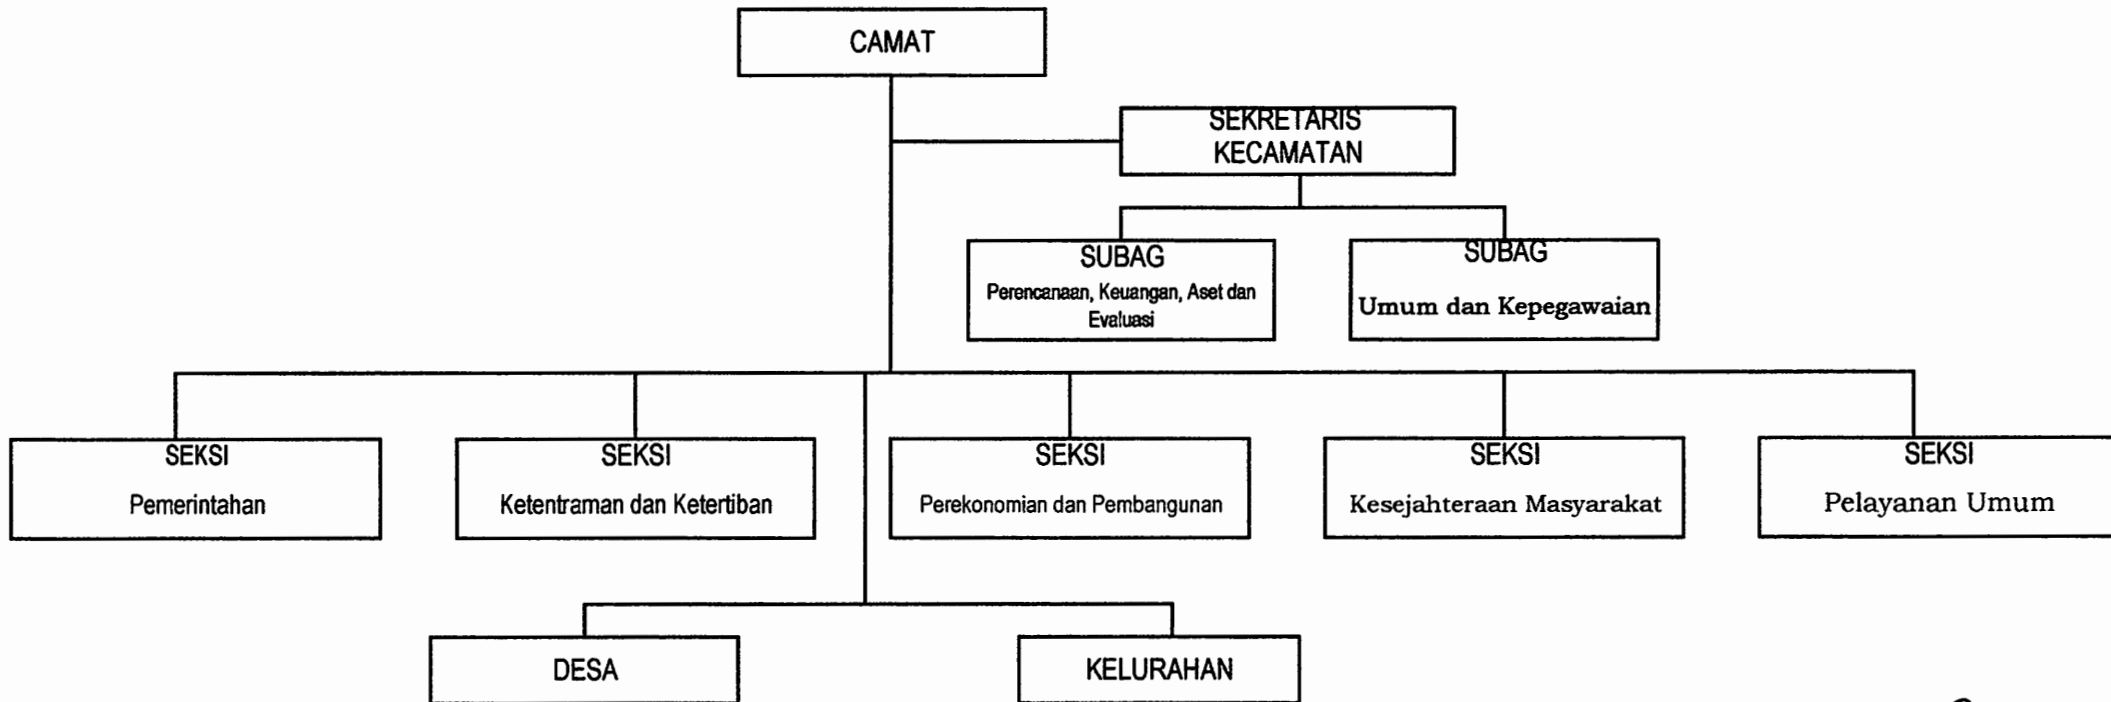 CAMAT
SEKRETARIS
KECAMATAN
SUBAG
Perencanaan, Keuangan, Aset dan
Evaluasi
SUBAG
Umum dan Kepegawaian
SEKSI
Pemerintahan
SEKSI
Ketentraman dan Ketertiban
SEKSI
Perekonomian dan Pembangunan
SEKSI
Kesejahteraan Masyarakat
SEKSI
Pelayanan Umum
DESA
KELURAHAN